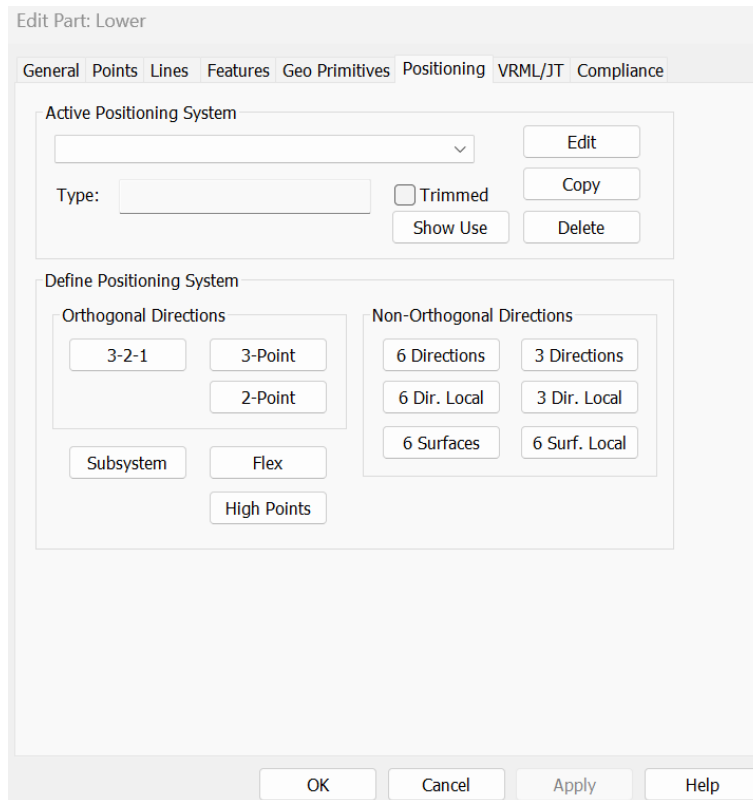 Edit Part: Lower
General Points Lines Features Geo Primitives Positioning VRML/JT Compliance
Active Positioning System
Edit
Type:
Trimmed
Copy
Show Use
Delete
Define Positioning System
Orthogonal Directions
3-2-1
3-Point
2-Point
Subsystem
Flex
High Points
Non-Orthogonal Directions
6 Directions
3 Directions
6 Dir. Local
3 Dir. Local
6 Surfaces
6 Surf. Local
OK
Cancel
Apply
Help